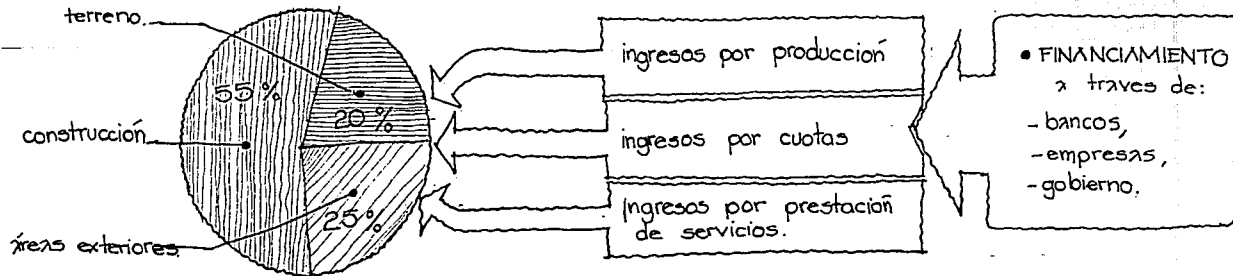 terreno.
55%
20%
construcción
25%
áreas exteriores.
ingresos por producción
ingresos por cuotas
Ingresos por prestación
de servicios.
• FINANCIAMIENTO
a traves de:
- bancos,
- empresas,
- gobierno.